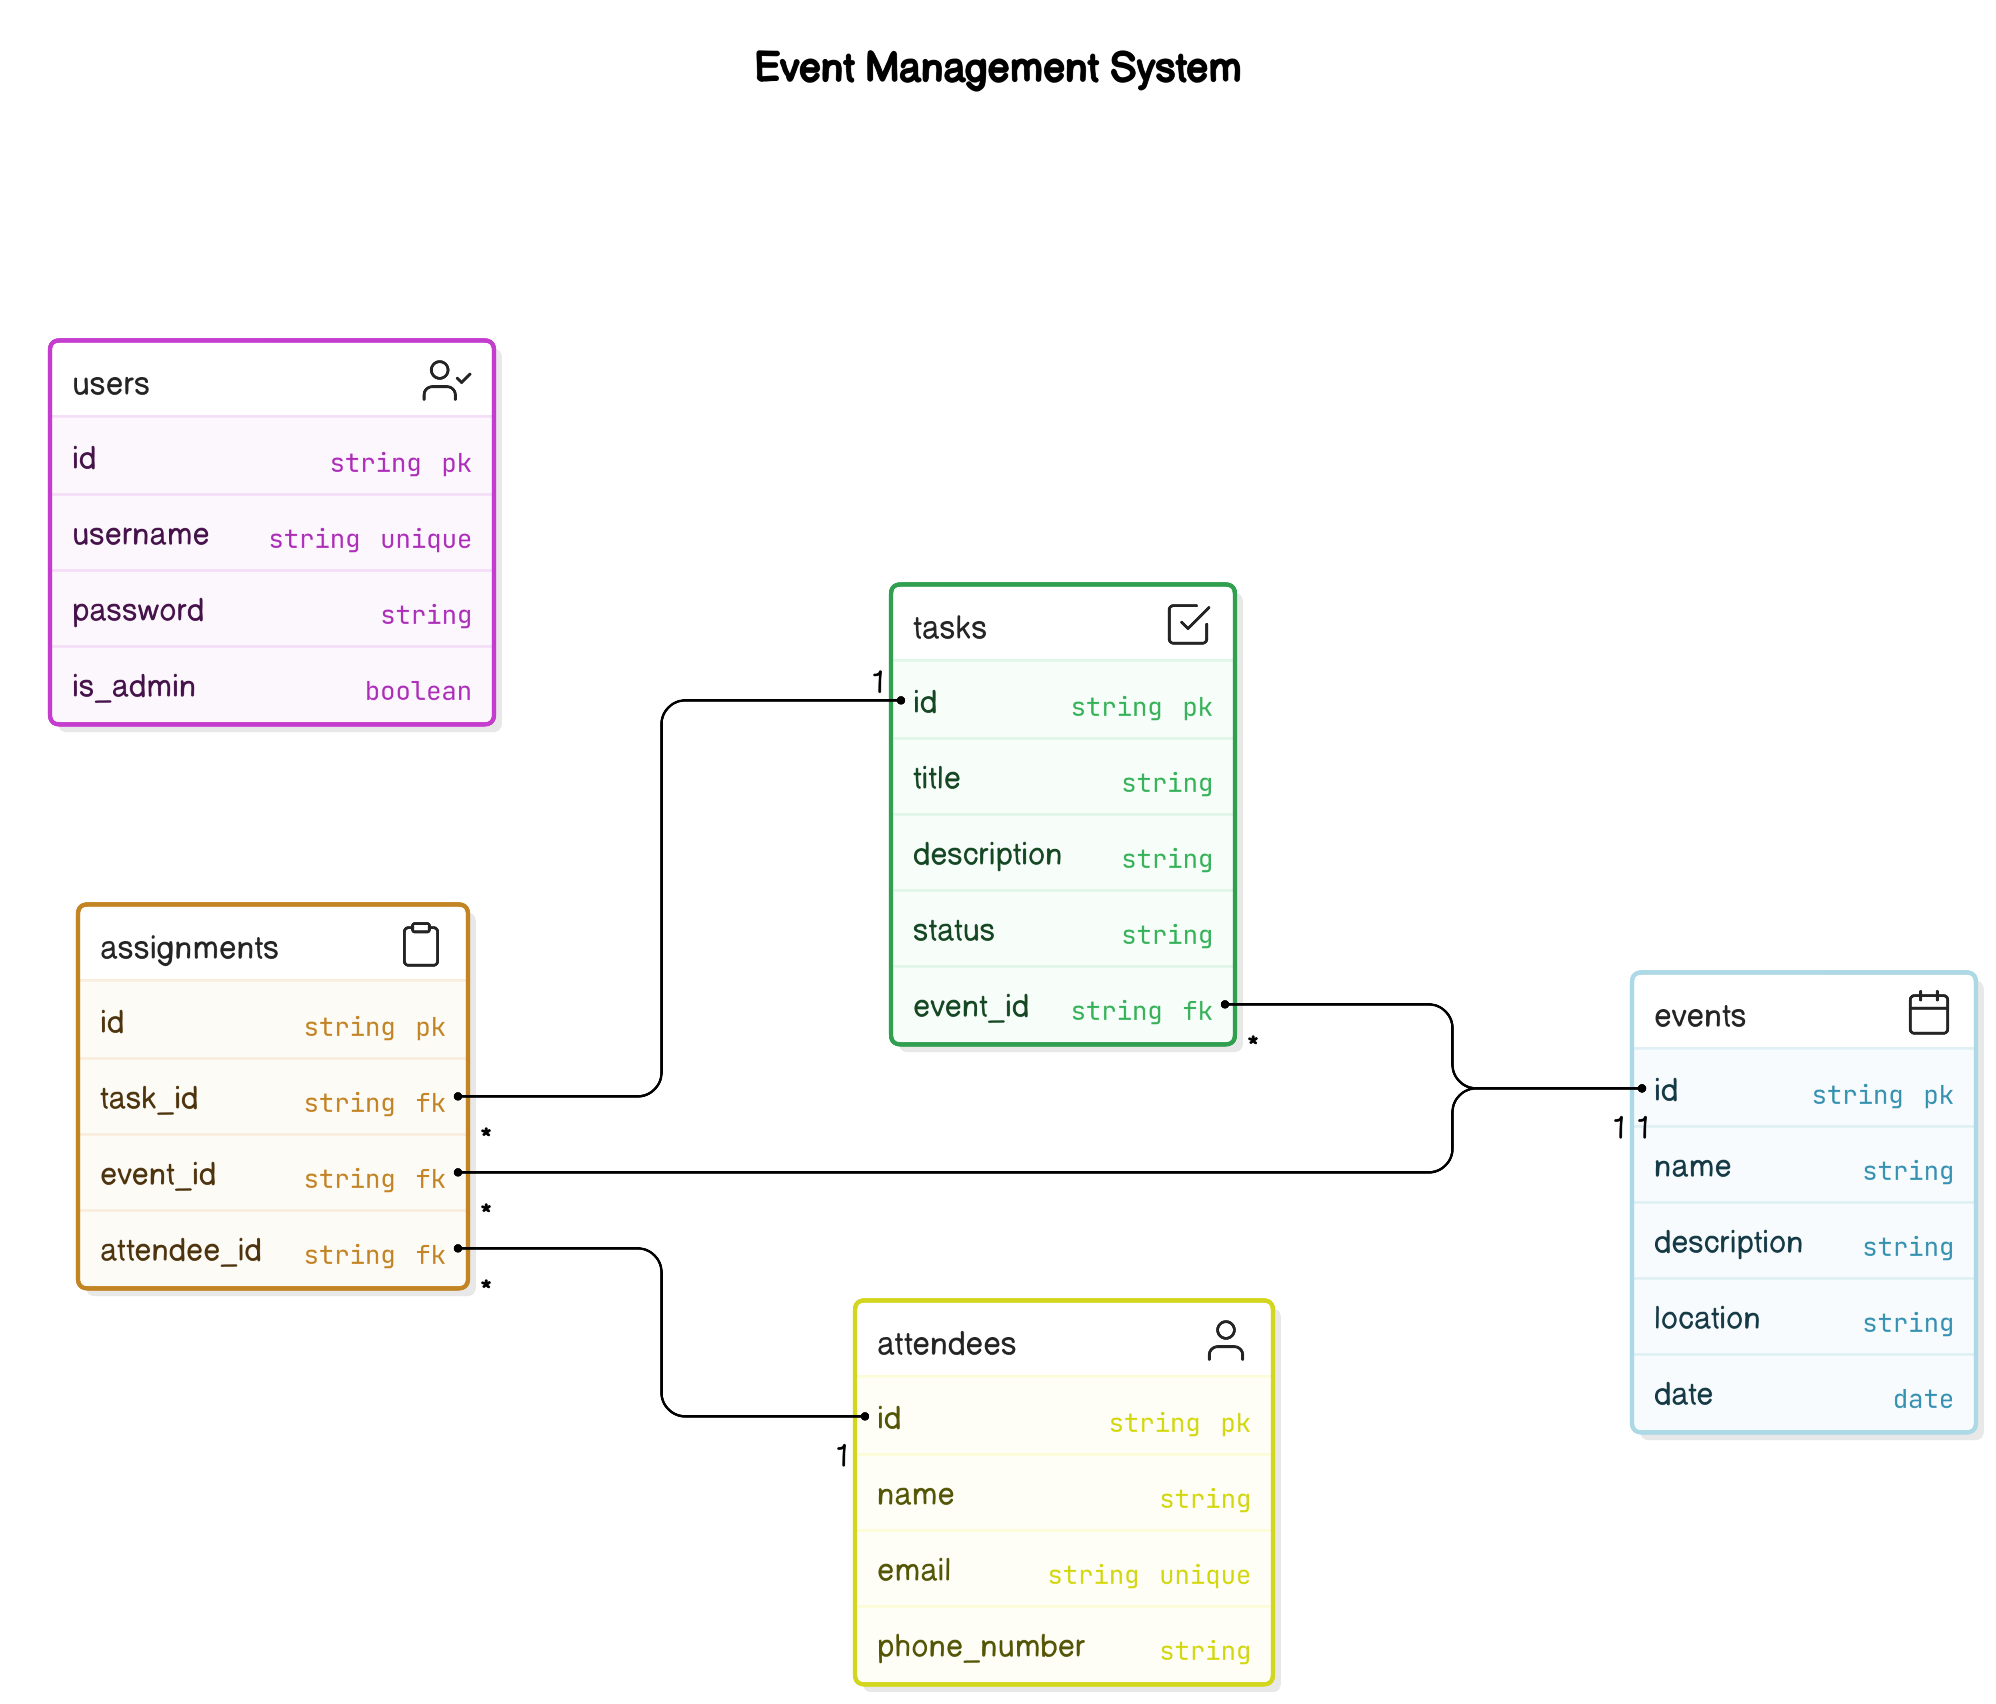 Event Management System
users
id string pk
username string unique
password string
is_admin boolean
tasks
1
id string pk
title string
description string
status string
event_id string fk
*
assignments
id string pk
task_id string fk
*
event_id string fk
*
attendee_id string fk
*
events
id string pk
1 1
name string
description string
location string
date date
attendees
id string pk
1
name string
email string unique
phone_number string